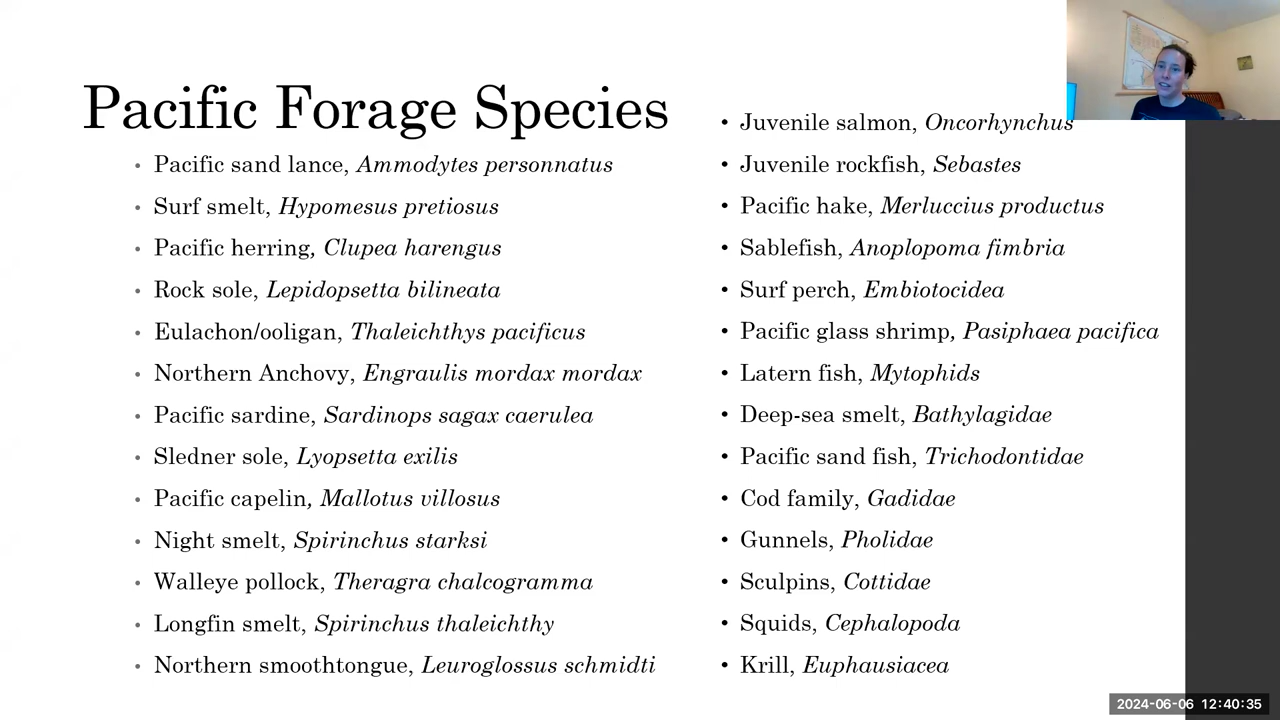 Pacific Forage Species
• Pacific sand lance, Ammodytes personnatus
• Surf smelt, Hypomesus pretiosus
• Pacific herring, Clupea harengus
• Rock sole, Lepidopsetta bilineata
• Eulachon/ooligan, Thaleichthys pacificus
• Northern Anchovy, Engraulis mordax mordax
• Pacific sardine, Sardinops sagax caerulea
• Sledner sole, Lyopsetta exilis
• Pacific capelin, Mallotus villosus
• Night smelt, Spirinchus starksi
• Walleye pollock, Theragra chalcogramma
• Longfin smelt, Spirinchus thaleichthy
• Northern smoothtongue, Leuroglossus schmidti
• Juvenile salmon, Oncorhynchus
• Juvenile rockfish, Sebastes
• Pacific hake, Merluccius productus
• Sablefish, Anoplopoma fimbria
• Surf perch, Embiotocidea
• Pacific glass shrimp, Pasiphaea pacifica
• Latern fish, Mytophids
• Deep-sea smelt, Bathylagidae
• Pacific sand fish, Trichodontidae
• Cod family, Gadidae
• Gunnels, Pholidae
• Sculpins, Cottidae
• Squids, Cephalopoda
• Krill, Euphausiacea
2024-06-06 12:40:35